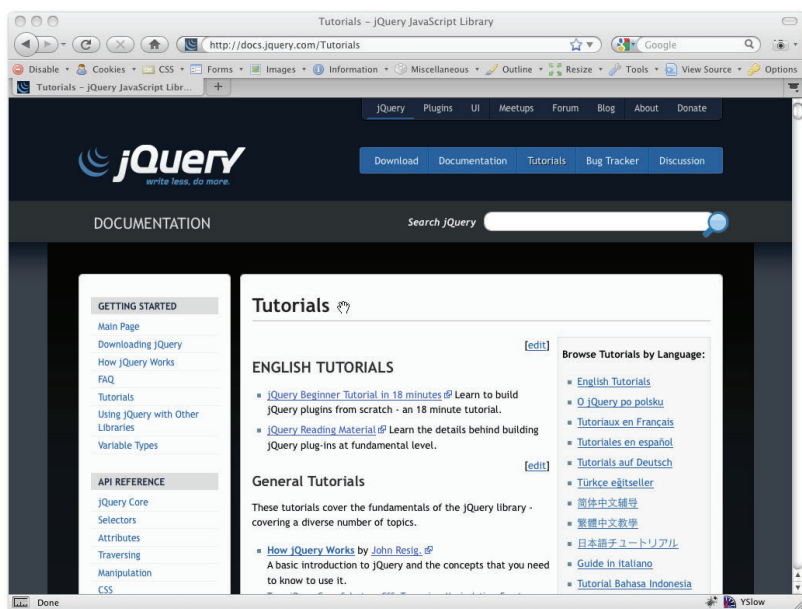 Tutorials – jQuery JavaScript Library
http://docs.jquery.com/Tutorials
Google
Disable Cookies CSS Forms Images Information Miscellaneous Outline Resize Tools View Source Options
Tutorials – jQuery JavaScript Libr... +
jQuery Plugins UI Meetups Forum Blog About Donate
jQuery
write less, do more.
Download Documentation Tutorials Bug Tracker Discussion
DOCUMENTATION
Search jQuery
GETTING STARTED
Main Page
Downloading jQuery
How jQuery Works
FAQ
Tutorials
Using jQuery with Other
Libraries
Variable Types
API REFERENCE
jQuery Core
Selectors
Attributes
Traversing
Manipulation
CSS
Tutorials
[edit]
ENGLISH TUTORIALS
jQuery Beginner Tutorial in 18 minutes Learn to build
jQuery plugins from scratch - an 18 minute tutorial.
jQuery Reading Material Learn the details behind building
jQuery plug-ins at fundamental level.
[edit]
General Tutorials
These tutorials cover the fundamentals of the jQuery library -
covering a diverse number of topics.
How jQuery Works by John Resig.
A basic introduction to jQuery and the concepts that you need
to know to use it.
Browse Tutorials by Language:
English Tutorials
O jQuery po polsku
Tutoriaux en Français
Tutoriales en español
Tutorials auf Deutsch
Türkçe eğitseller
简体中文辅导
繁體中文教學
日本語チュートリアル
Guide in italiano
Tutorial Bahasa Indonesia
Done
YSlow